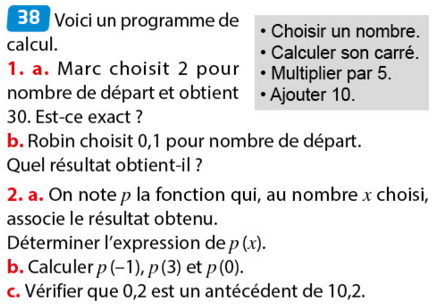 38 Voici un programme de
calcul.
• Choisir un nombre.
• Calculer son carré.
• Multiplier par 5.
• Ajouter 10.
1. a. Marc choisit 2 pour
nombre de départ et obtient
30. Est-ce exact ?
b. Robin choisit 0,1 pour nombre de départ.
Quel résultat obtient-il ?
2. a. On note p la fonction qui, au nombre x choisi,
associe le résultat obtenu.
Déterminer l'expression de p (x).
b. Calculer p (–1), p (3) et p (0).
c. Vérifier que 0,2 est un antécédent de 10,2.